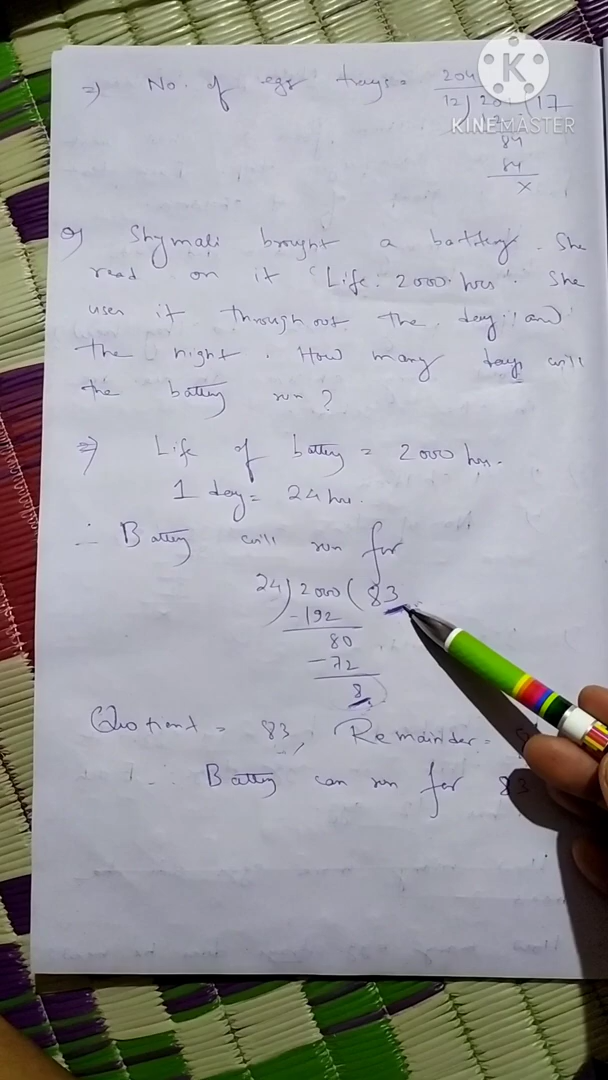 ⇒ No. of egg trays = 204
12 ) 204 ( 17
84
84
x
Q) Shymali brought a battery. She
read on it "Life. 2000 hrs". She
uses it throughout the day and
the night. How many days will
the battery run?
⇒ Life of battery = 2000 hrs.
1 day = 24 hrs.
∴ Battery will run for
24 ) 2000 ( 83
-192
80
-72
8
Quotient = 83, Remainder =
∴ Battery can run for 83
K
KINEMASTER